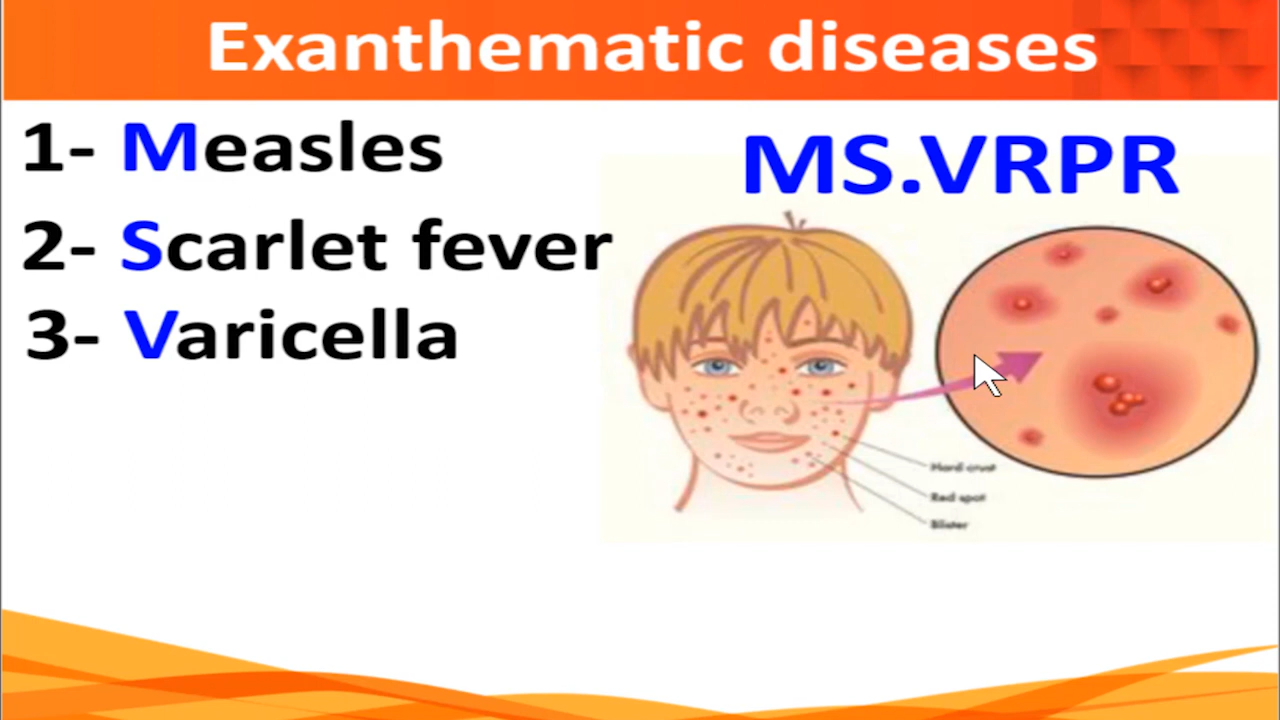 Exanthematic diseases
1- Measles
MS.VRPR
2- Scarlet fever
3- Varicella
Hard crust
Red spot
Blister